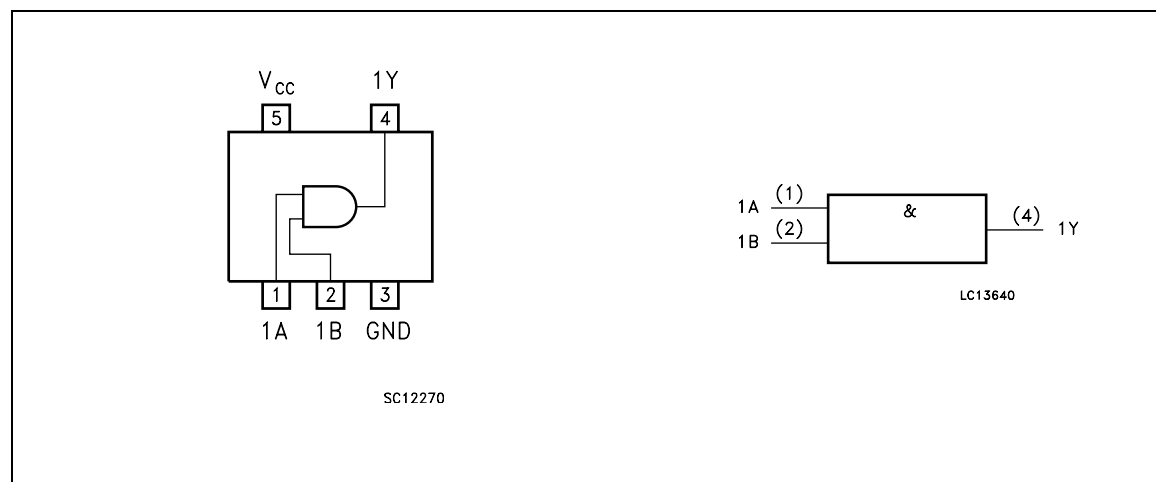 VCC 1Y
5 4
1 2 3
1A 1B GND
SC12270
1A (1)
1B (2)
&
(4) 1Y
LC13640